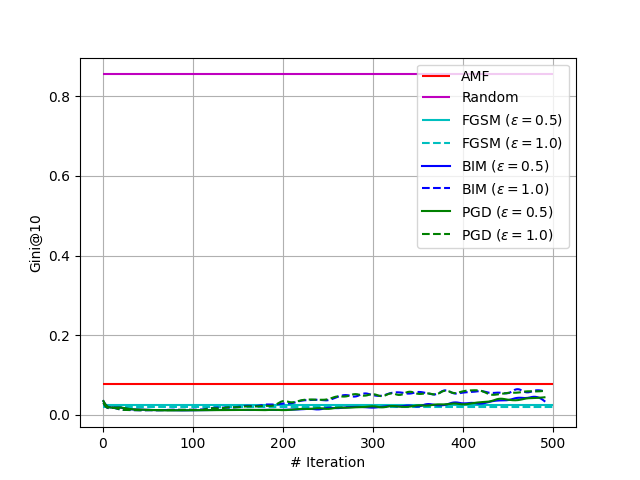 AMF
Random
FGSM (ε = 0.5)
FGSM (ε = 1.0)
BIM (ε = 0.5)
BIM (ε = 1.0)
PGD (ε = 0.5)
PGD (ε = 1.0)
Gini@10
0.8
0.6
0.4
0.2
0.0
0 100 200 300 400 500
# Iteration